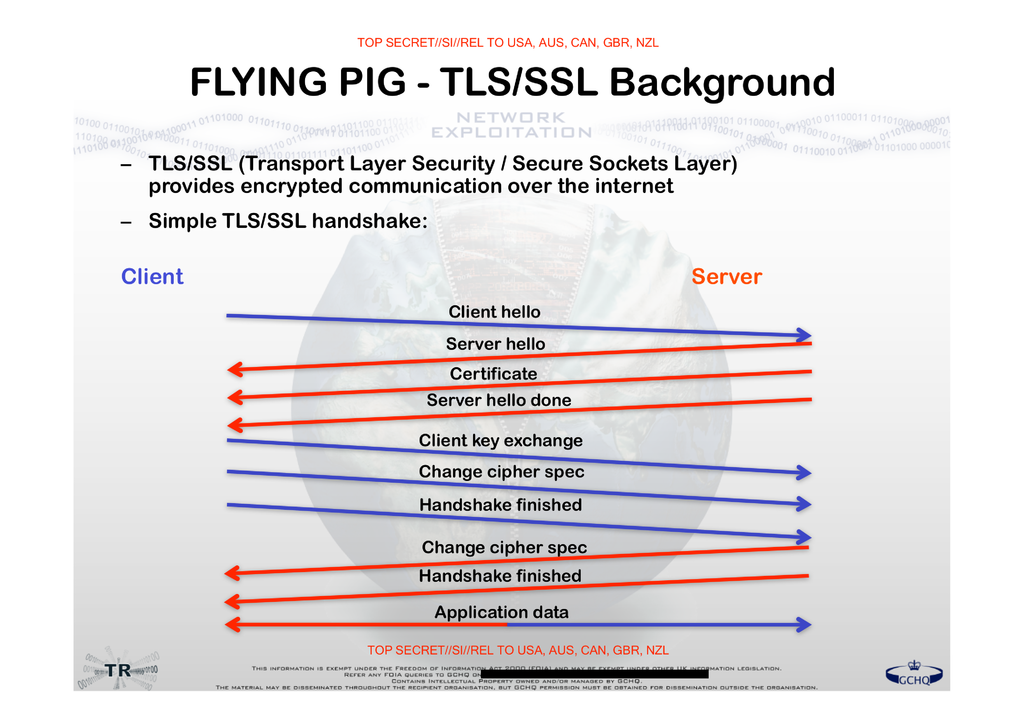 TOP SECRET//SI//REL TO USA, AUS, CAN, GBR, NZL
FLYING PIG - TLS/SSL Background
NETWORK
EXPLOITATION
– TLS/SSL (Transport Layer Security / Secure Sockets Layer)
provides encrypted communication over the internet
– Simple TLS/SSL handshake:
Client
Server
Client hello
Server hello
Certificate
Server hello done
Client key exchange
Change cipher spec
Handshake finished
Change cipher spec
Handshake finished
Application data
TOP SECRET//SI//REL TO USA, AUS, CAN, GBR, NZL
TR
This information is exempt under the Freedom of Information Act 2000 (FOIA) and may be exempt under other UK information legislation.
Refer any FOIA queries to GCHQ on
Contains Intellectual Property owned and/or managed by GCHQ.
The material may be disseminated throughout the recipient organisation, but GCHQ permission must be obtained for dissemination outside the organisation.
GCHQ